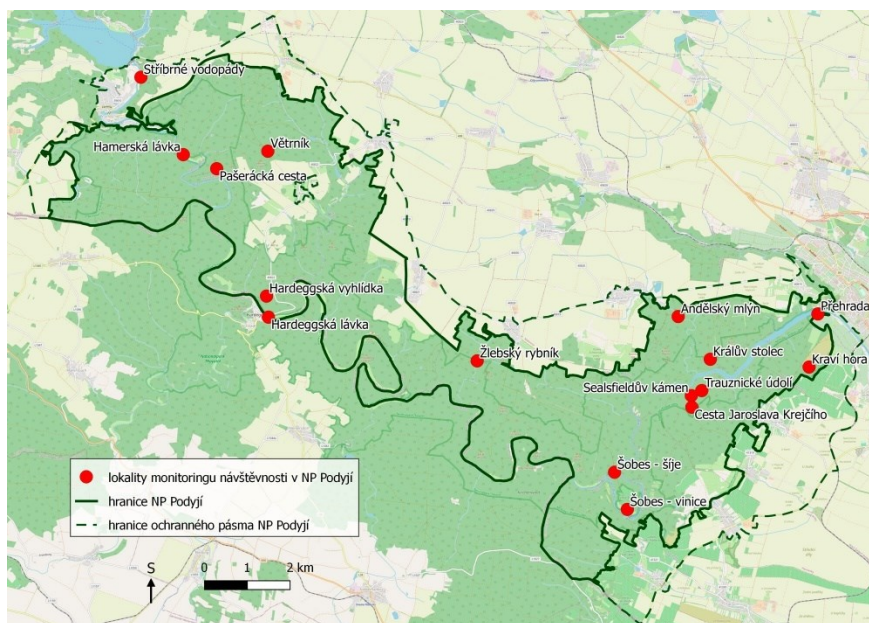 Stříbrné vodopády
Hamerská lávka
Větrník
Pašerácká cesta
Hardeggská vyhlídka
Hardeggská lávka
Žlebský rybník
Andělský mlýn
Přehrada
Králův stolec
Kraví hora
Sealsfieldův kámen
Trauznické údolí
Cesta Jaroslava Krejčího
Šobes - šíje
Šobes - vinice
lokality monitoringu návštěvnosti v NP Podyjí
hranice NP Podyjí
hranice ochranného pásma NP Podyjí
S
0 1 2 km